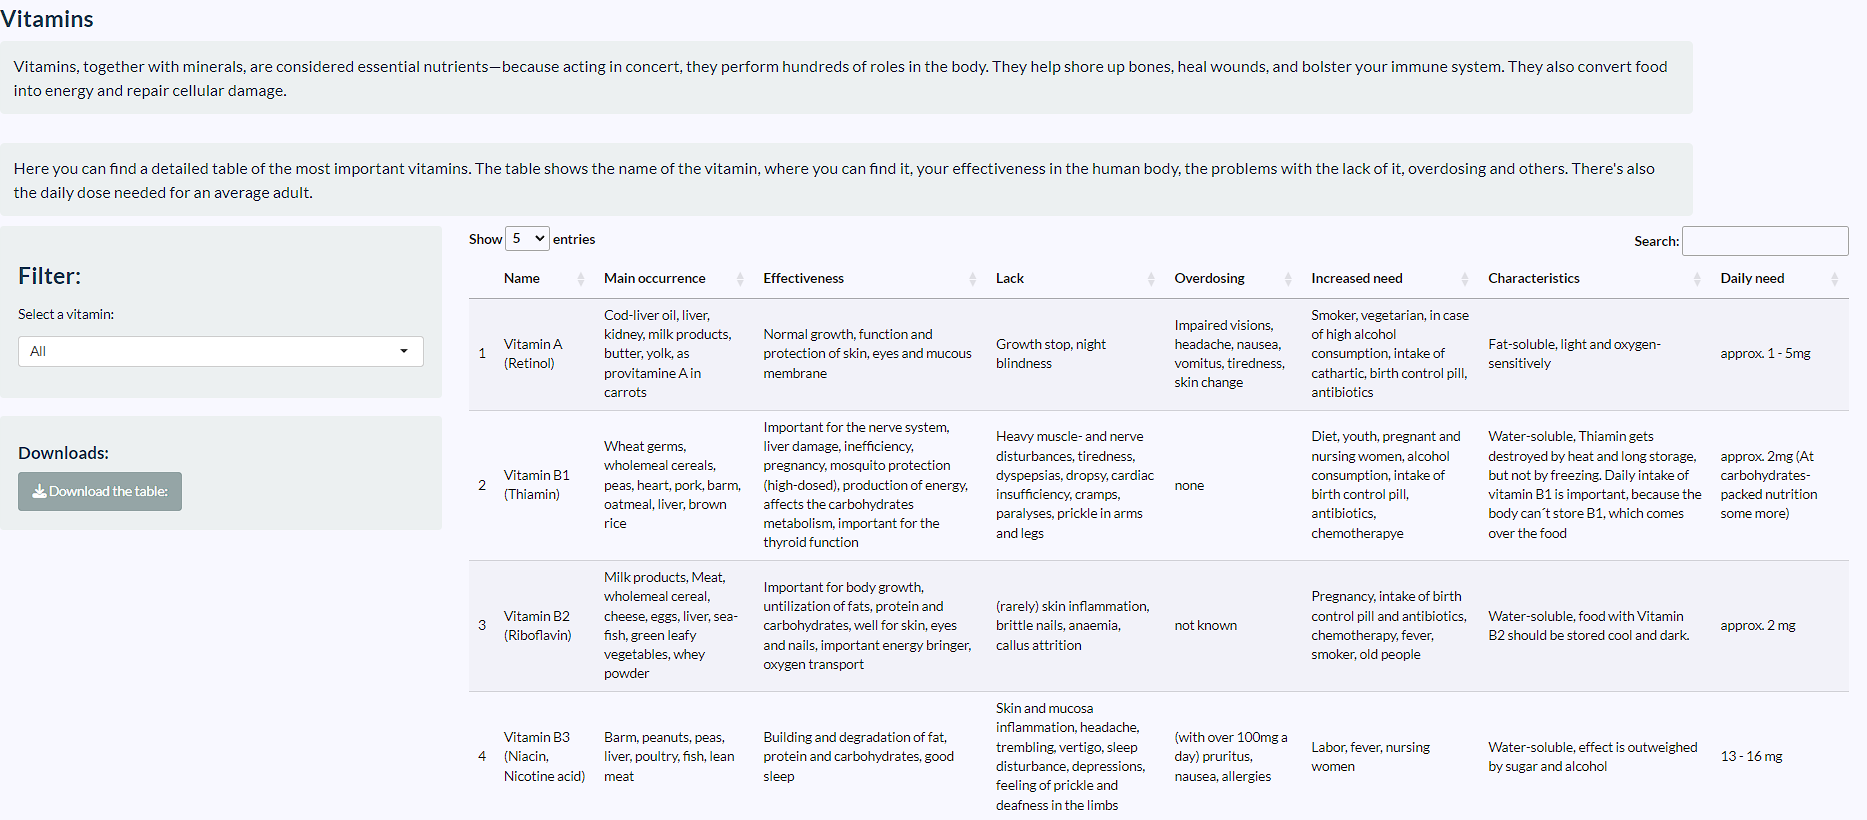 Vitamins
Vitamins, together with minerals, are considered essential nutrients—because acting in concert, they perform hundreds of roles in the body. They help shore up bones, heal wounds, and bolster your immune system. They also convert food
into energy and repair cellular damage.
Here you can find a detailed table of the most important vitamins. The table shows the name of the vitamin, where you can find it, your effectiveness in the human body, the problems with the lack of it, overdosing and others. There's also
the daily dose needed for an average adult.
Filter:
Select a vitamin:
All
Downloads:
Download the table:
Show 5 entries
Search:
Name
Main occurrence
Effectiveness
Lack
Overdosing
Increased need
Characteristics
Daily need
1
Vitamin A
(Retinol)
Cod-liver oil, liver,
kidney, milk products,
butter, yolk, as
provitamine A in
carrots
Normal growth, function and
protection of skin, eyes and mucous
membrane
Growth stop, night
blindness
Impaired visions,
headache, nausea,
vomitus, tiredness,
skin change
Smoker, vegetarian, in case
of high alcohol
consumption, intake of
cathartic, birth control pill,
antibiotics
Fat-soluble, light and oxygen-
sensitively
approx. 1 - 5mg
2
Vitamin B1
(Thiamin)
Wheat germs,
wholemeal cereals,
peas, heart, pork, barm,
oatmeal, liver, brown
rice
Important for the nerve system,
liver damage, inefficiency,
pregnancy, mosquito protection
(high-dosed), production of energy,
affects the carbohydrates
metabolism, important for the
thyroid function
Heavy muscle- and nerve
disturbances, tiredness,
dyspepsias, dropsy, cardiac
insufficiency, cramps,
paralyses, prickle in arms
and legs
none
Diet, youth, pregnant and
nursing women, alcohol
consumption, intake of
birth control pill,
antibiotics,
chemotherapye
Water-soluble, Thiamin gets
destroyed by heat and long storage,
but not by freezing. Daily intake of
vitamin B1 is important, because the
body can´t store B1, which comes
over the food
approx. 2mg (At
carbohydrates-
packed nutrition
some more)
3
Vitamin B2
(Riboflavin)
Milk products, Meat,
wholemeal cereal,
cheese, eggs, liver, sea-
fish, green leafy
vegetables, whey
powder
Important for body growth,
untilization of fats, protein and
carbohydrates, well for skin, eyes
and nails, important energy bringer,
oxygen transport
(rarely) skin inflammation,
brittle nails, anaemia,
callus attrition
not known
Pregnancy, intake of birth
control pill and antibiotics,
chemotherapy, fever,
smoker, old people
Water-soluble, food with Vitamin
B2 should be stored cool and dark.
approx. 2 mg
4
Vitamin B3
(Niacin,
Nicotine acid)
Barm, peanuts, peas,
liver, poultry, fish, lean
meat
Building and degradation of fat,
protein and carbohydrates, good
sleep
Skin and mucosa
inflammation, headache,
trembling, vertigo, sleep
disturbance, depressions,
feeling of prickle and
deafness in the limbs
(with over 100mg a
day) pruritus,
nausea, allergies
Labor, fever, nursing
women
Water-soluble, effect is outweighed
by sugar and alcohol
13 - 16 mg